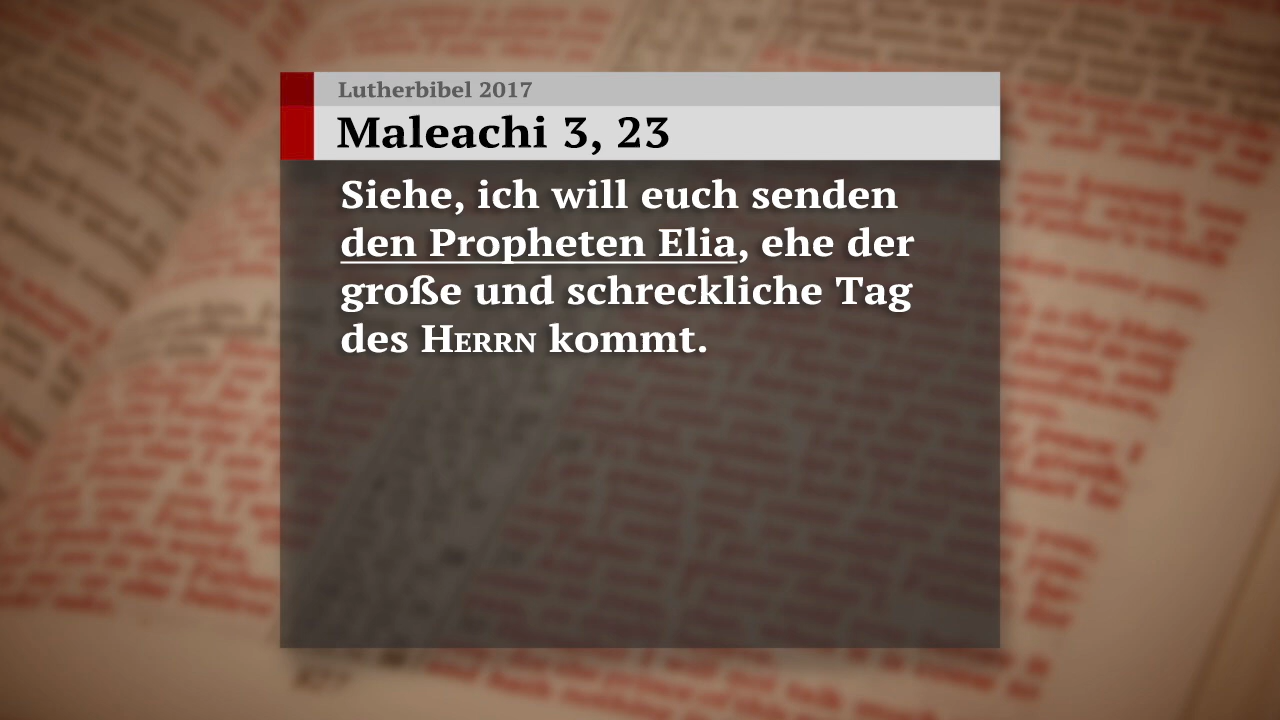 Lutherbibel 2017
Maleachi 3, 23
Siehe, ich will euch senden
den Propheten Elia, ehe der
große und schreckliche Tag
des HERRN kommt.